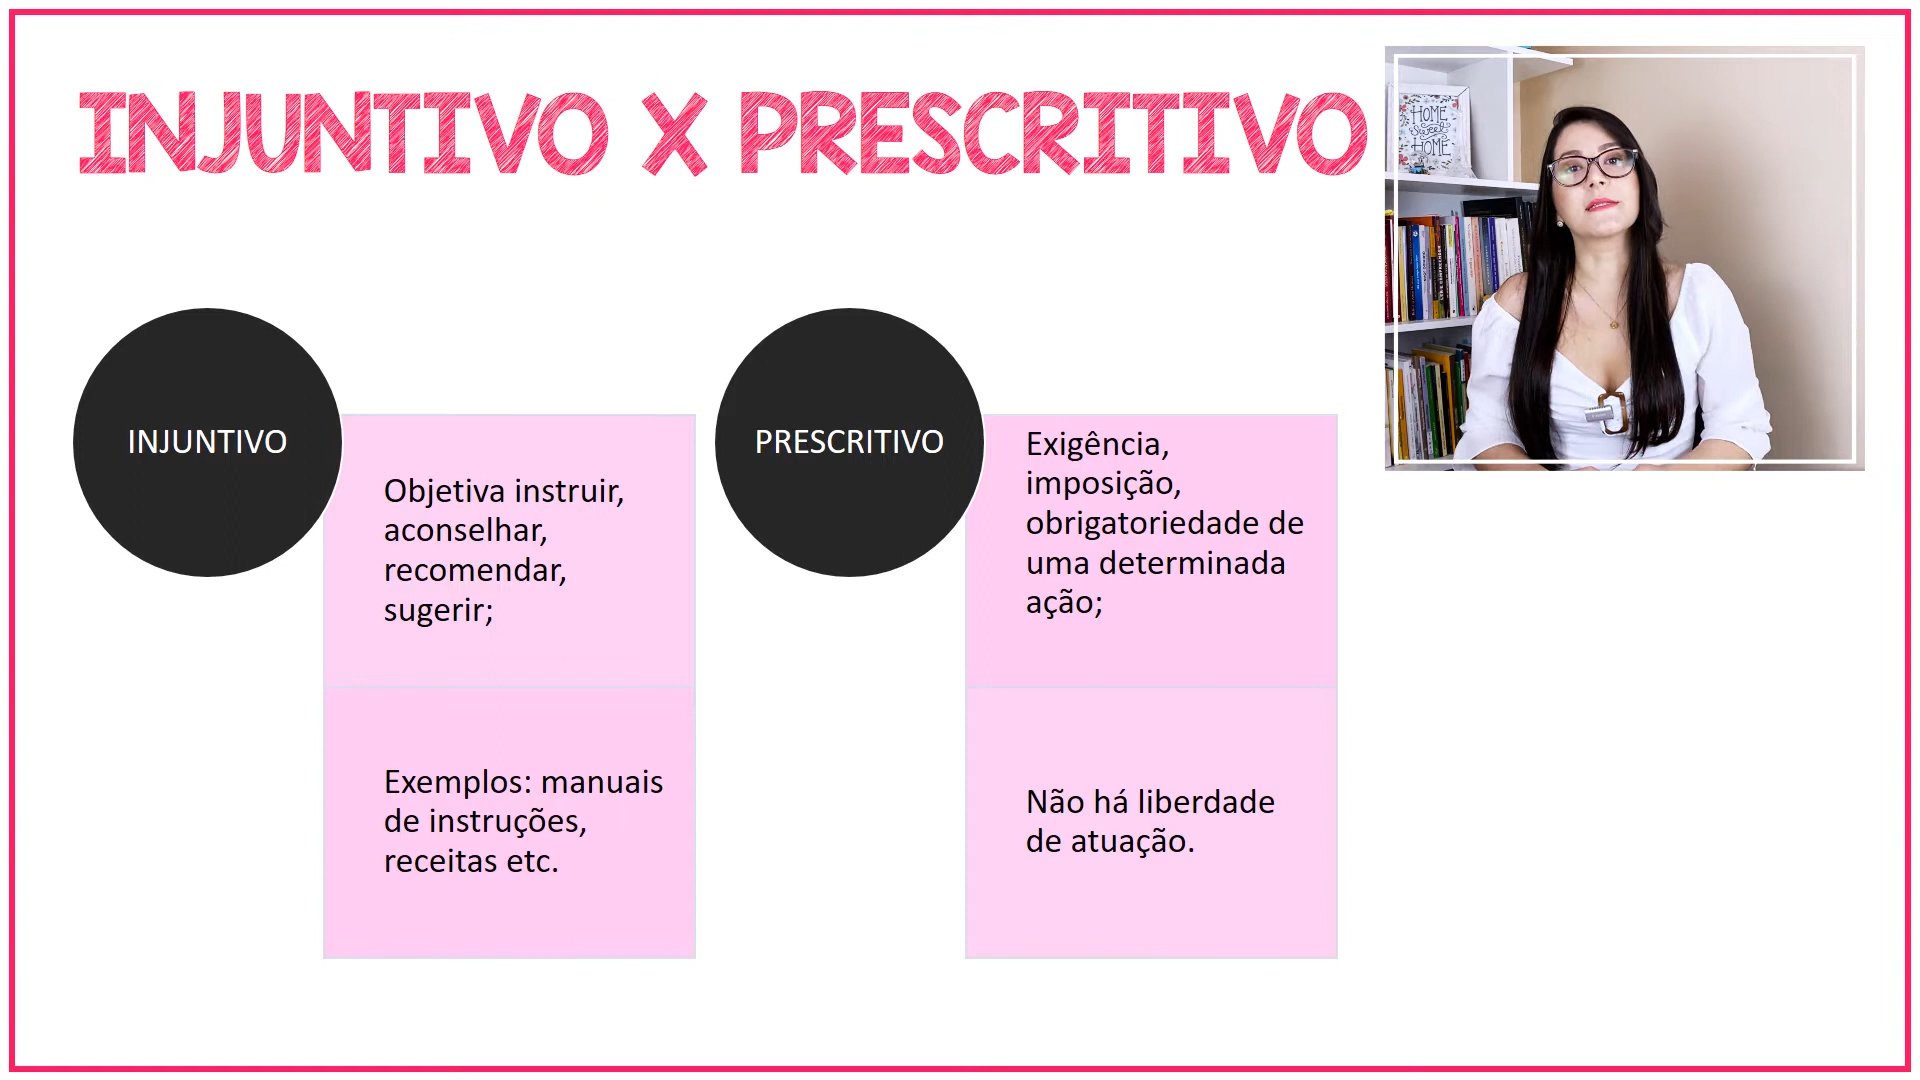 INJUNTIVO X PRESCRITIVO
HOME
sweet
HOME
INJUNTIVO
Objetiva instruir,
aconselhar,
recomendar,
sugerir;
Exemplos: manuais
de instruções,
receitas etc.
PRESCRITIVO
Exigência,
imposição,
obrigatoriedade de
uma determinada
ação;
Não há liberdade
de atuação.